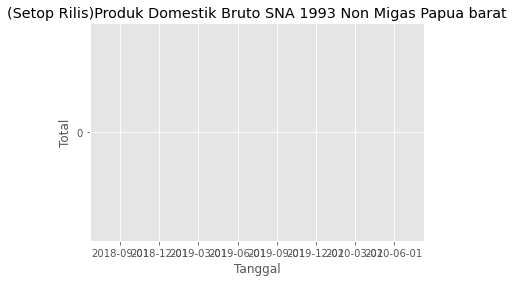 (Setop Rilis)Produk Domestik Bruto SNA 1993 Non Migas Papua barat
Total
0
2018-09-01 2018-12-01 2019-03-01 2019-06-01 2019-09-01 2019-12-01 2020-03-01 2020-06-01
Tanggal